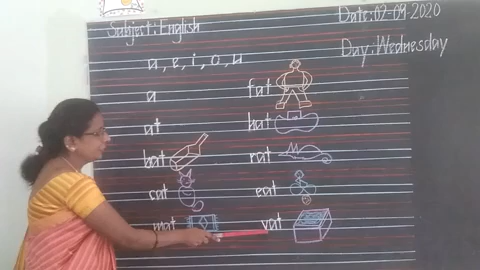 Subject: English
Date: 02-09-2020
Day: Wednesday
a, e, i, o, u
a
fat
at
hat
bat
rat
cat
eat
mat
vat